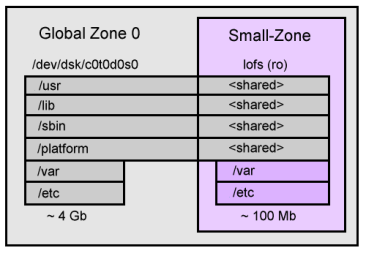 Global Zone 0 Small-Zone
/dev/dsk/c0t0d0s0 lofs (ro)
/usr <shared>
/lib <shared>
/sbin <shared>
/platform <shared>
/var /var
/etc /etc
~ 4 Gb ~ 100 Mb